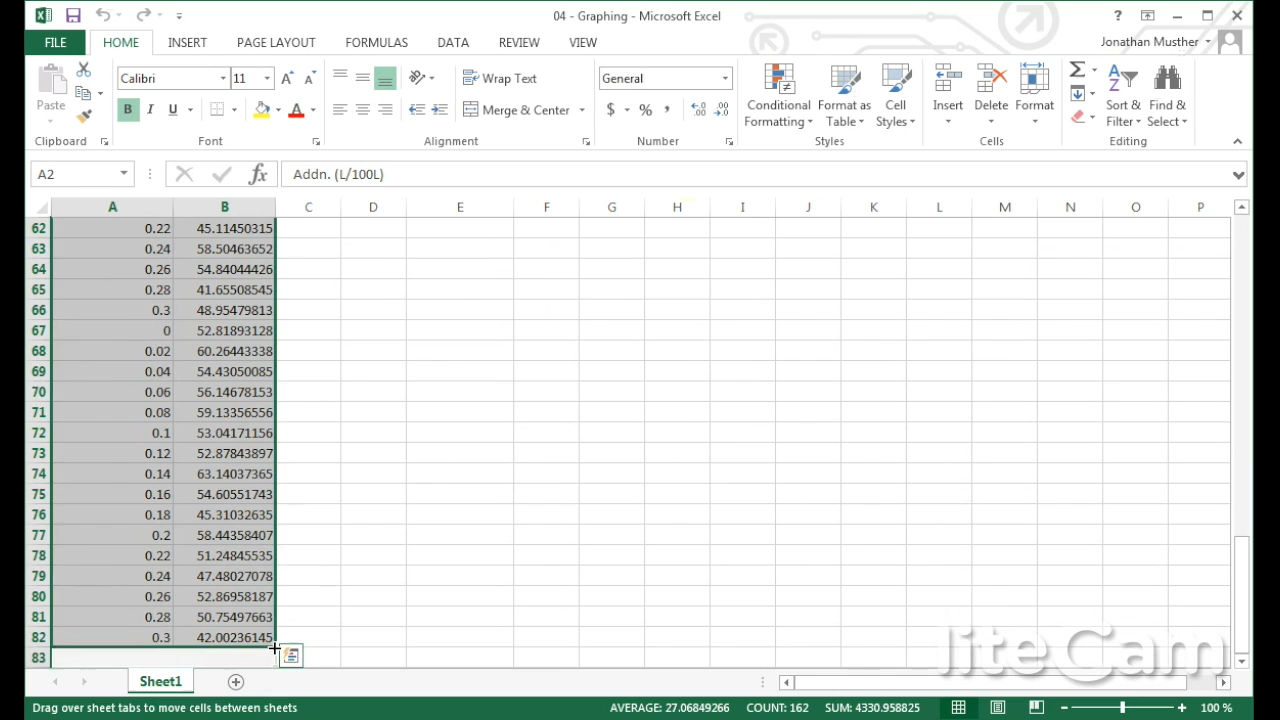 04 - Graphing - Microsoft Excel
FILE HOME INSERT PAGE LAYOUT FORMULAS DATA REVIEW VIEW Jonathan Musther
Paste Calibri 11 Wrap Text General
B I U A Merge & Center $ % , Conditional Formatting Format as Table Cell Styles Insert Delete Format Sort & Filter Find & Select
Clipboard Font Alignment Number Styles Cells Editing
A2 fx Addn. (L/100L)
A B C D E F G H I J K L M N O P
62 0.22 45.11450315
63 0.24 58.50463652
64 0.26 54.84044426
65 0.28 41.65508545
66 0.3 48.95479813
67 0 52.81893128
68 0.02 60.26443338
69 0.04 54.43050085
70 0.06 56.14678153
71 0.08 59.13356556
72 0.1 53.04171156
73 0.12 52.87843897
74 0.14 63.14037365
75 0.16 54.60551743
76 0.18 45.31032635
77 0.2 58.44358407
78 0.22 51.24845535
79 0.24 47.48027078
80 0.26 52.86958187
81 0.28 50.75497663
82 0.3 42.00236145
83
liteCam
Sheet1
Drag over sheet tabs to move cells between sheets AVERAGE: 27.06849266 COUNT: 162 SUM: 4330.958825 100 %